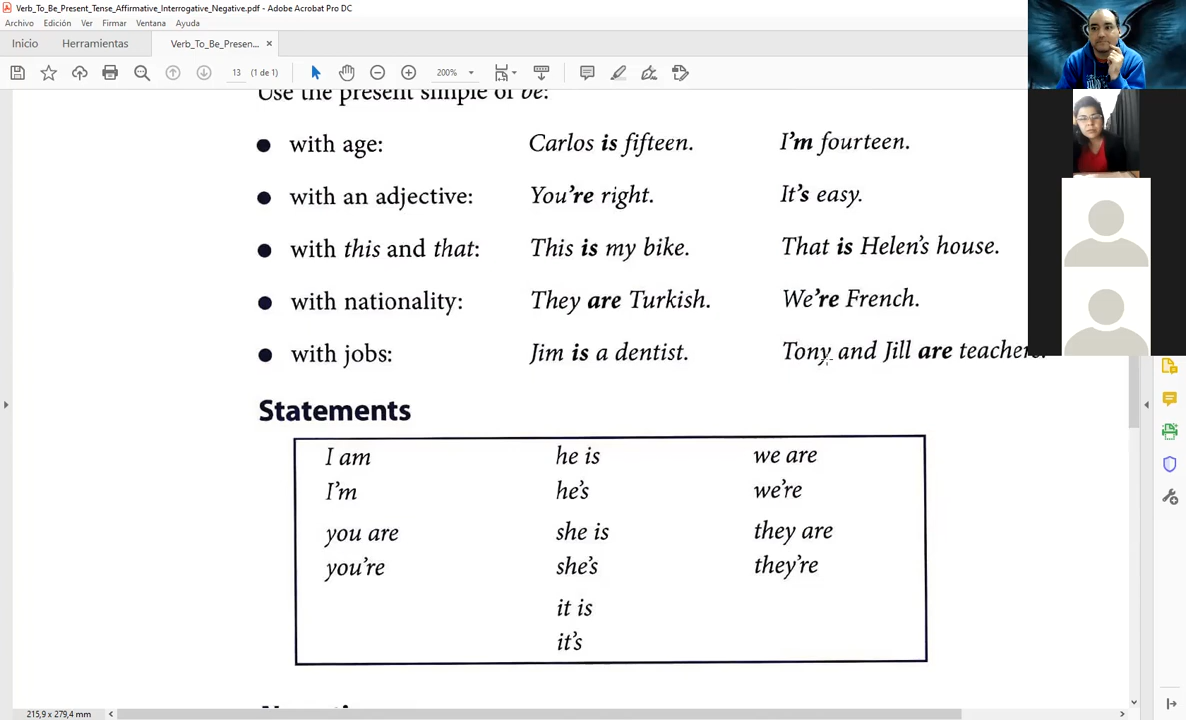 Verb_To_Be_Present_Tense_Affirmative_Interrogative_Negative.pdf - Adobe Acrobat Pro DC
Archivo Edición Ver Firmar Ventana Ayuda
Inicio Herramientas Verb_To_Be_Presen... ×
13 (1 de 1) 200%
Use the present simple of be:
● with age: Carlos is fifteen. I'm fourteen.
● with an adjective: You're right. It's easy.
● with this and that: This is my bike. That is Helen's house.
● with nationality: They are Turkish. We're French.
● with jobs: Jim is a dentist. Tony and Jill are teachers.
Statements
I am he is we are
I'm he's we're
you are she is they are
you're she's they're
it is
it's
215,9 x 279,4 mm